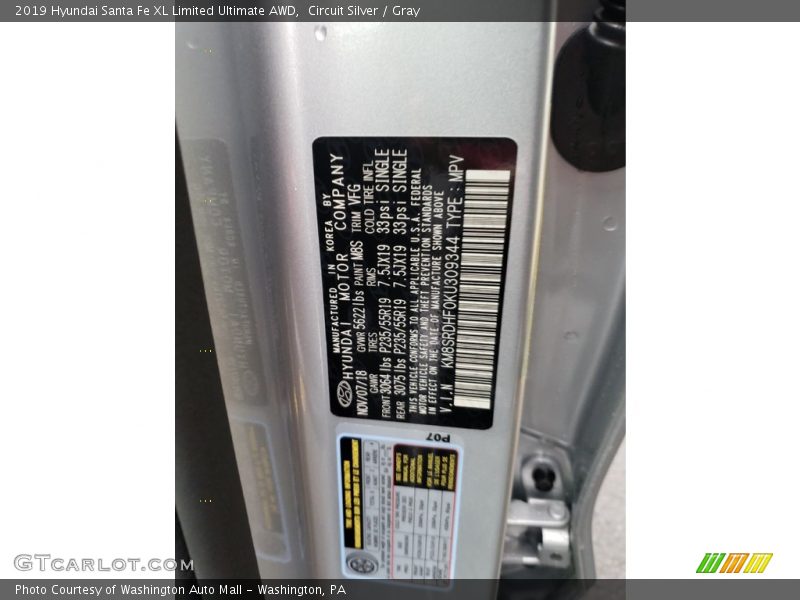 2019 Hyundai Santa Fe XL Limited Ultimate AWD,  Circuit Silver / Gray
MANUFACTURED IN KOREA BY
HYUNDAI MOTOR COMPANY
NOV/07/18 GVWR 5622 lbs PAINT M8S TRIM VFG
GAWR TIRES RIMS COLD TIRE INFL
FRONT 3064 lbs P235/55R19 7.5JX19 33psi SINGLE
REAR 3075 lbs P235/55R19 7.5JX19 33psi SINGLE
THIS VEHICLE CONFORMS TO ALL APPLICABLE U.S.A. FEDERAL
MOTOR VEHICLE SAFETY AND THEFT PREVENTION STANDARDS
IN EFFECT ON THE DATE OF MANUFACTURE SHOWN ABOVE
V.I.N : KM8SRDHF0KU309344 TYPE : MPV
P07
GTCarlot.com
Photo Courtesy of Washington Auto Mall - Washington, PA